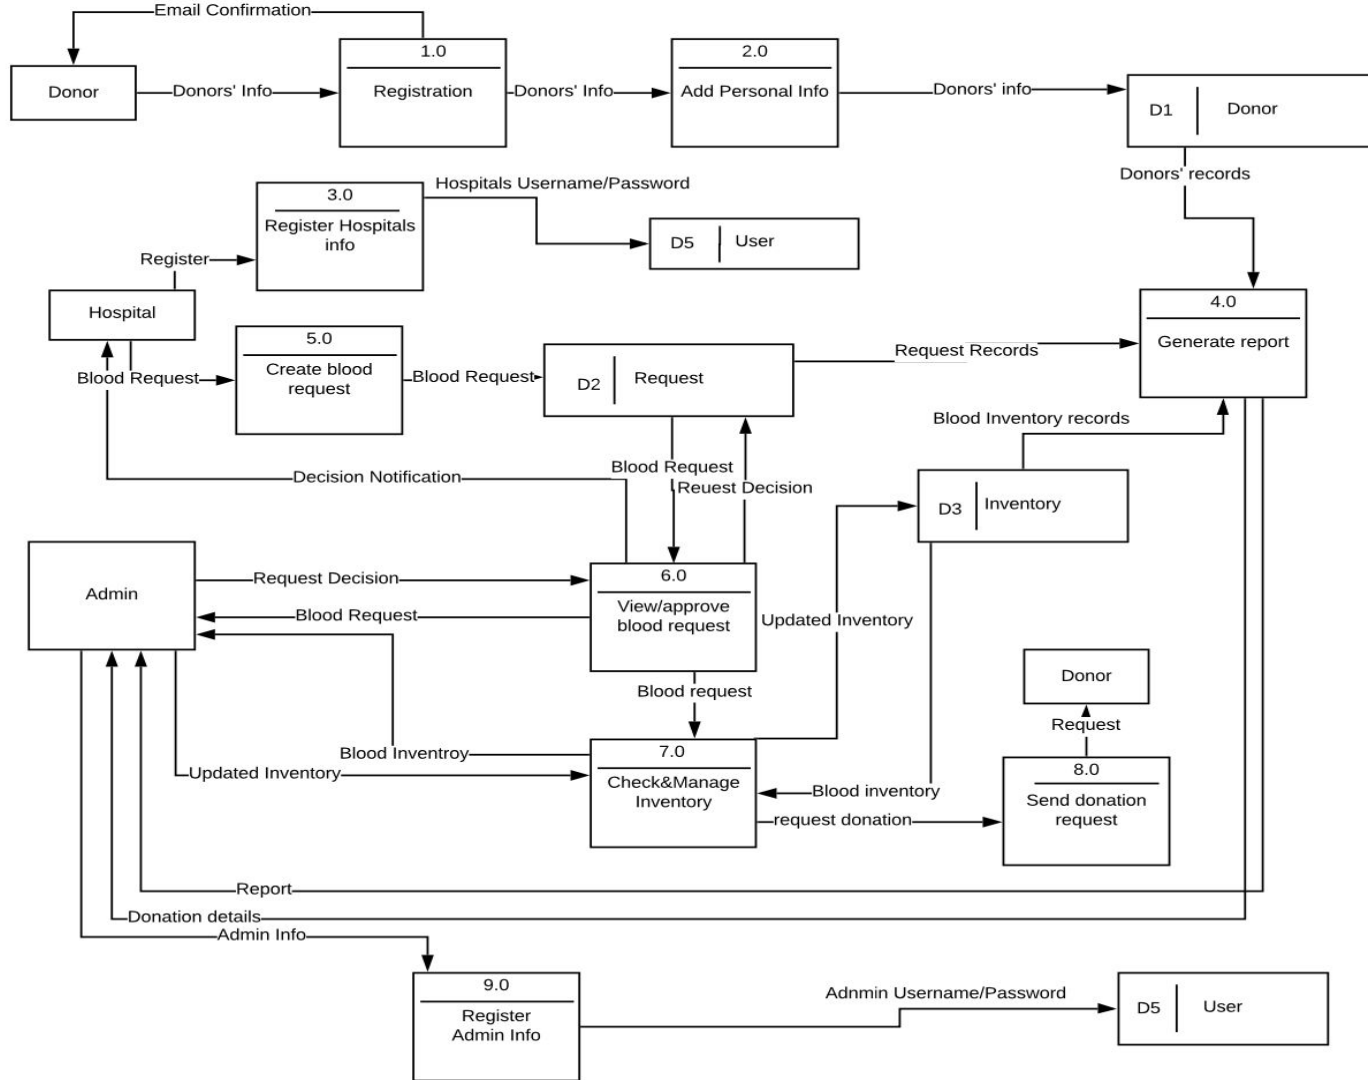 Email Confirmation
1.0
2.0
Donor
Donors' Info
Registration
Donors' Info
Add Personal Info
Donors' info
D1
Donor
Donors' records
Hospitals Username/Password
3.0
Register Hospitals
info
D5
User
Register
Hospital
4.0
Generate report
5.0
Create blood
request
Blood Request
Blood Request
D2
Request
Request Records
Blood Inventory records
Decision Notification
Blood Request
Reuest Decision
D3
Inventory
Admin
Request Decision
Blood Request
6.0
View/approve
blood request
Updated Inventory
Blood request
Donor
Request
Blood Inventroy
Updated Inventory
7.0
Check&Manage
Inventory
Blood inventory
request donation
8.0
Send donation
request
Report
Donation details
Admin Info
9.0
Register
Admin Info
Adnmin Username/Password
D5
User